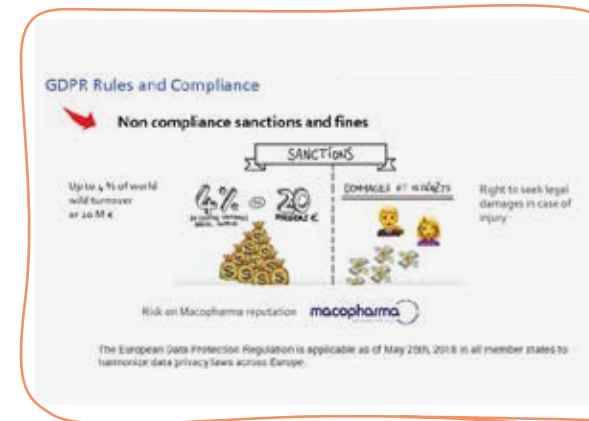 GDPR Rules and Compliance
Non compliance sanctions and fines
SANCTIONS
Up to 4 % of world
wild turnover
or 20 M €
4% 20
DOMMAGES ET INTÉRÊTS
Right to seek legal
damages in case of
injury
Risk on Macopharma reputation
macopharma
The European Data Protection Regulation is applicable as of May 25th, 2018 in all member states to
harmonize data privacy laws across Europe.